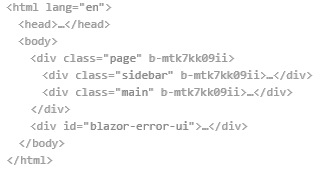 <html lang="en">
<head>…</head>
<body>
<div class="page" b-mtk7kk09ii>
<div class="sidebar" b-mtk7kk09ii>…</div>
<div class="main" b-mtk7kk09ii>…</div>
</div>
<div id="blazor-error-ui">…</div>
</body>
</html>